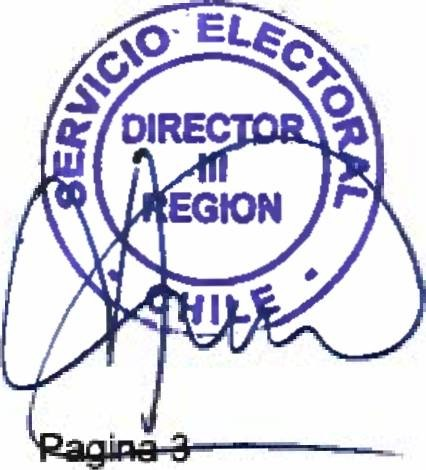 SERVICIO ELECTORAL
DIRECTOR
III
REGION
CHILE
Pagina 3